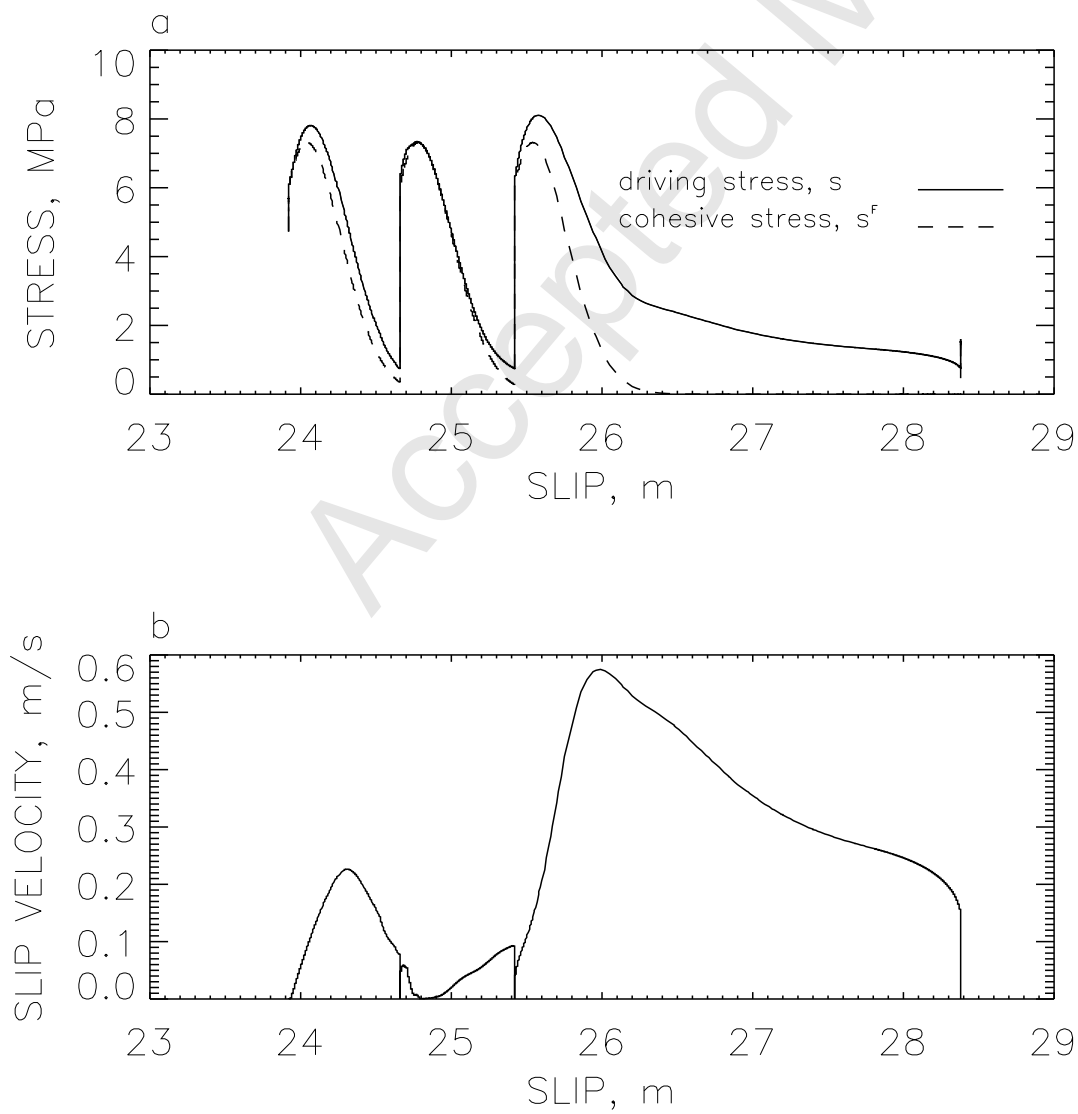 a
STRESS, MPa
10
8
6
4
2
0
driving stress, s
cohesive stress, s^F
23 24 25 26 27 28 29
SLIP, m
Accepted M
b
SLIP VELOCITY, m/s
0.6
0.5
0.4
0.3
0.2
0.1
0.0
23 24 25 26 27 28 29
SLIP, m